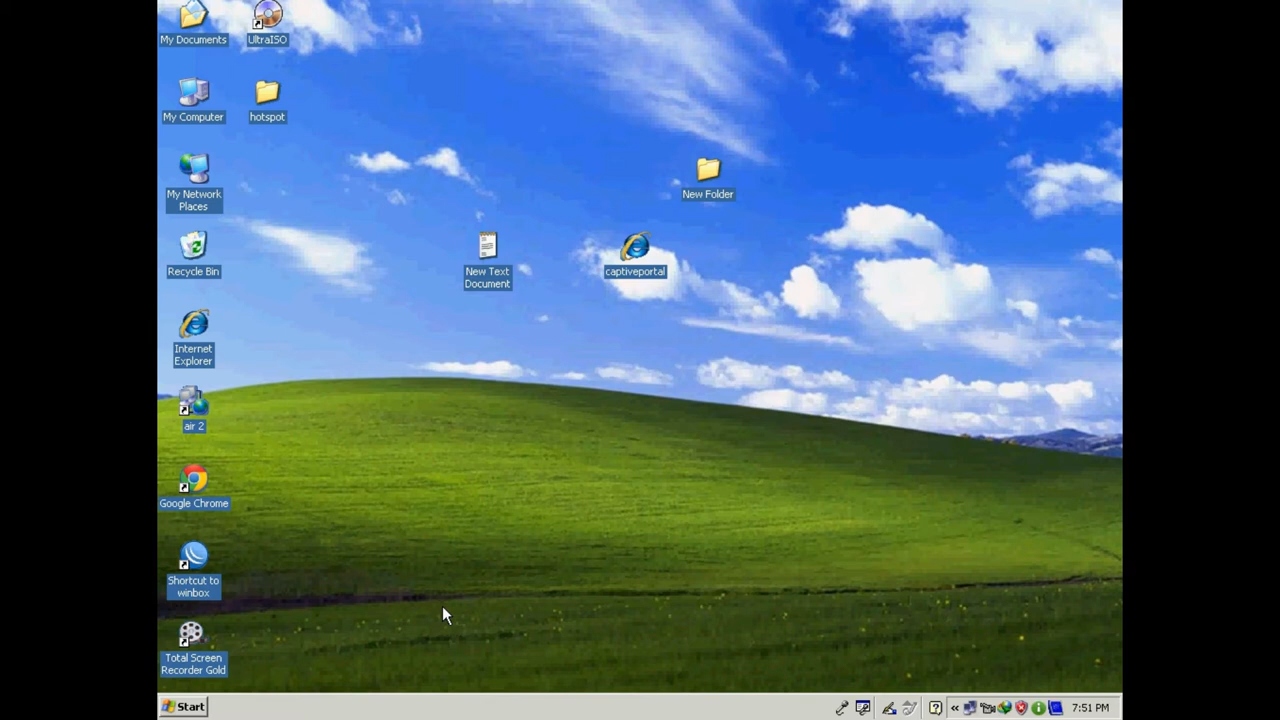 My Documents
UltraISO
My Computer
hotspot
My Network
Places
New Folder
Recycle Bin
New Text
Document
captiveportal
Internet
Explorer
air 2
Google Chrome
Shortcut to
winbox
Total Screen
Recorder Gold
Start
7:51 PM